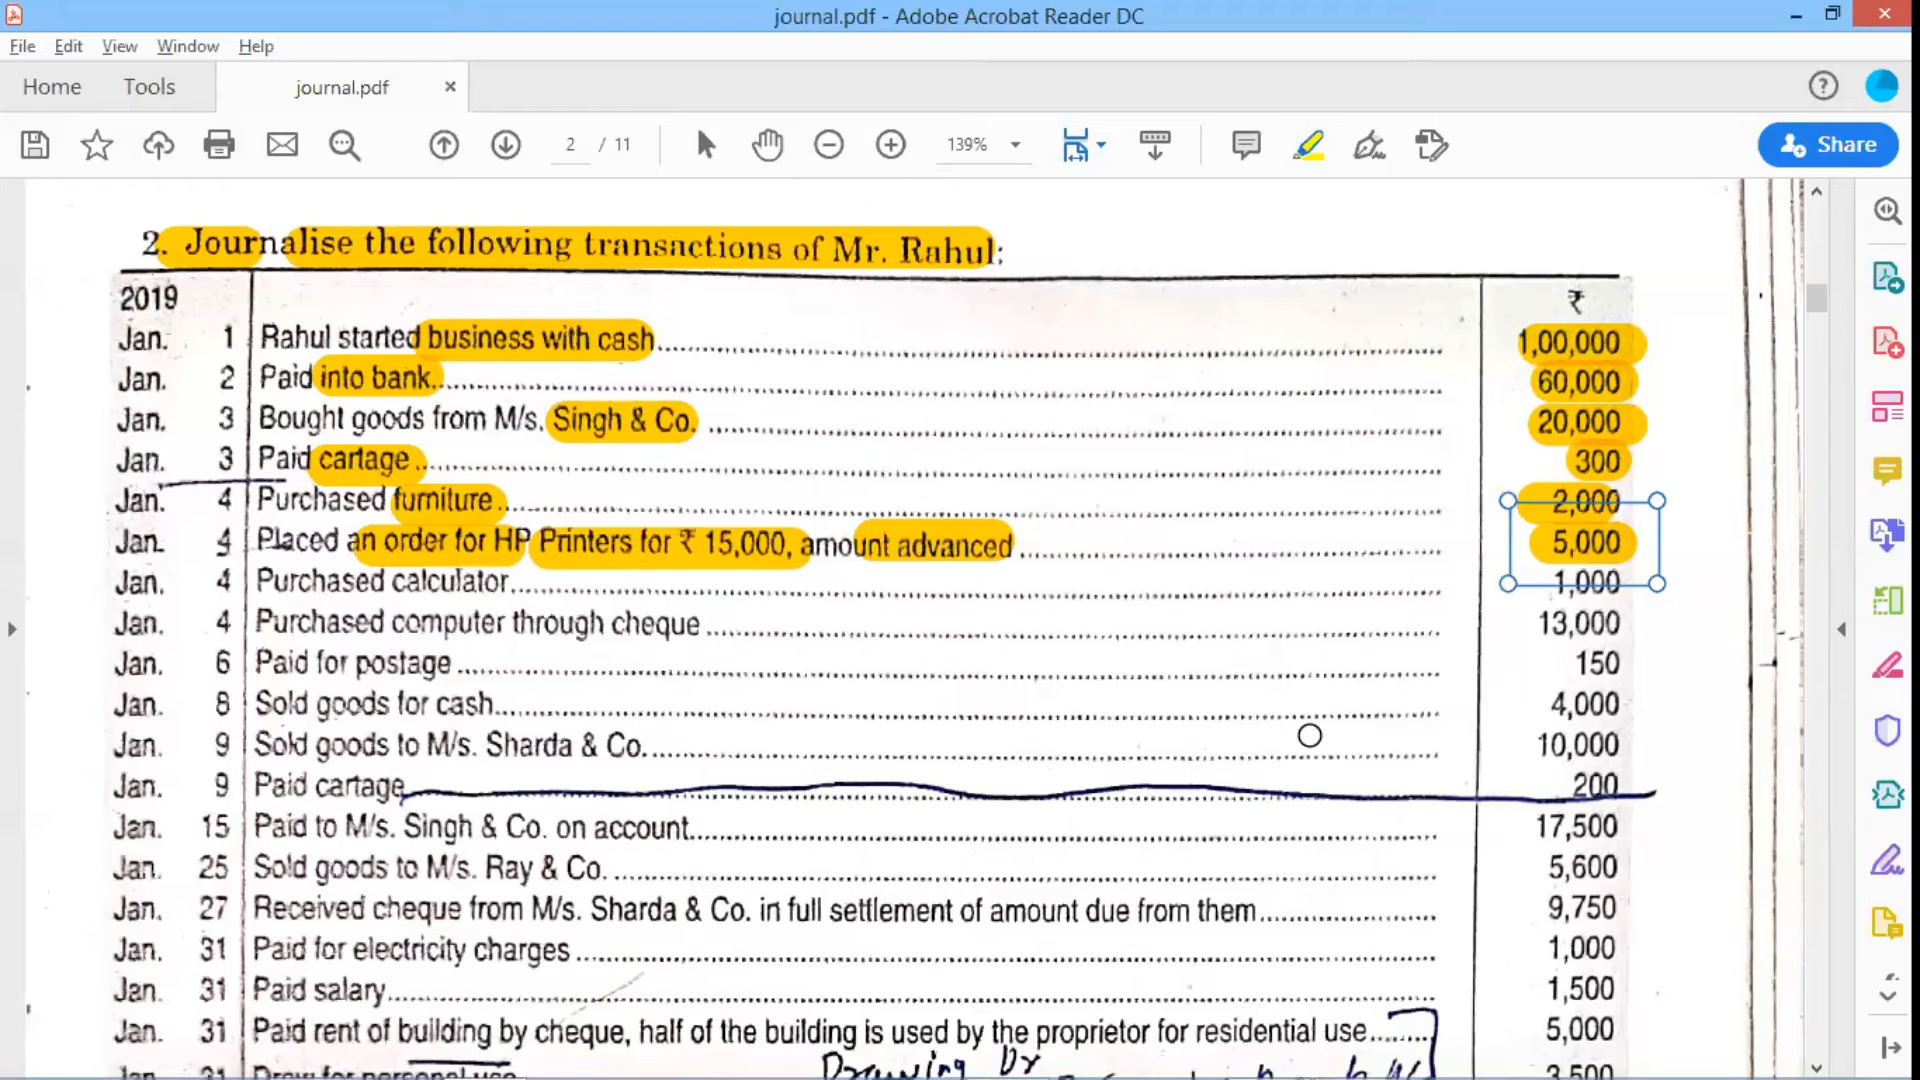 journal.pdf - Adobe Acrobat Reader DC
File Edit View Window Help
Home Tools journal.pdf ×
2 / 11 139% Share
2. Journalise the following transactions of Mr. Rahul:
2019 ₹
Jan. 1 Rahul started business with cash 1,00,000
Jan. 2 Paid into bank 60,000
Jan. 3 Bought goods from M/s. Singh & Co. 20,000
Jan. 3 Paid cartage 300
Jan. 4 Purchased furniture 2,000
Jan. 4 Placed an order for HP Printers for ₹ 15,000, amount advanced 5,000
Jan. 4 Purchased calculator 1,000
Jan. 4 Purchased computer through cheque 13,000
Jan. 6 Paid for postage 150
Jan. 8 Sold goods for cash 4,000
Jan. 9 Sold goods to M/s. Sharda & Co. 10,000
Jan. 9 Paid cartage 200
Jan. 15 Paid to M/s. Singh & Co. on account 17,500
Jan. 25 Sold goods to M/s. Ray & Co. 5,600
Jan. 27 Received cheque from M/s. Sharda & Co. in full settlement of amount due from them 9,750
Jan. 31 Paid for electricity charges 1,000
Jan. 31 Paid salary 1,500
Jan. 31 Paid rent of building by cheque, half of the building is used by the proprietor for residential use 5,000
Jan. 31 Drew for personal use 3,500
Drawing Dr